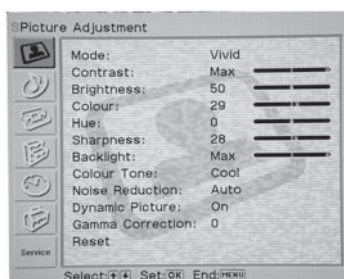 SPicture Adjustment
Mode: Vivid
Contrast: Max
Brightness: 50
Colour: 29
Hue: 0
Sharpness: 28
Backlight: Max
Colour Tone: Cool
Noise Reduction: Auto
Dynamic Picture: On
Gamma Correction: 0
Reset
Service
Select: Set:OK End:MENU